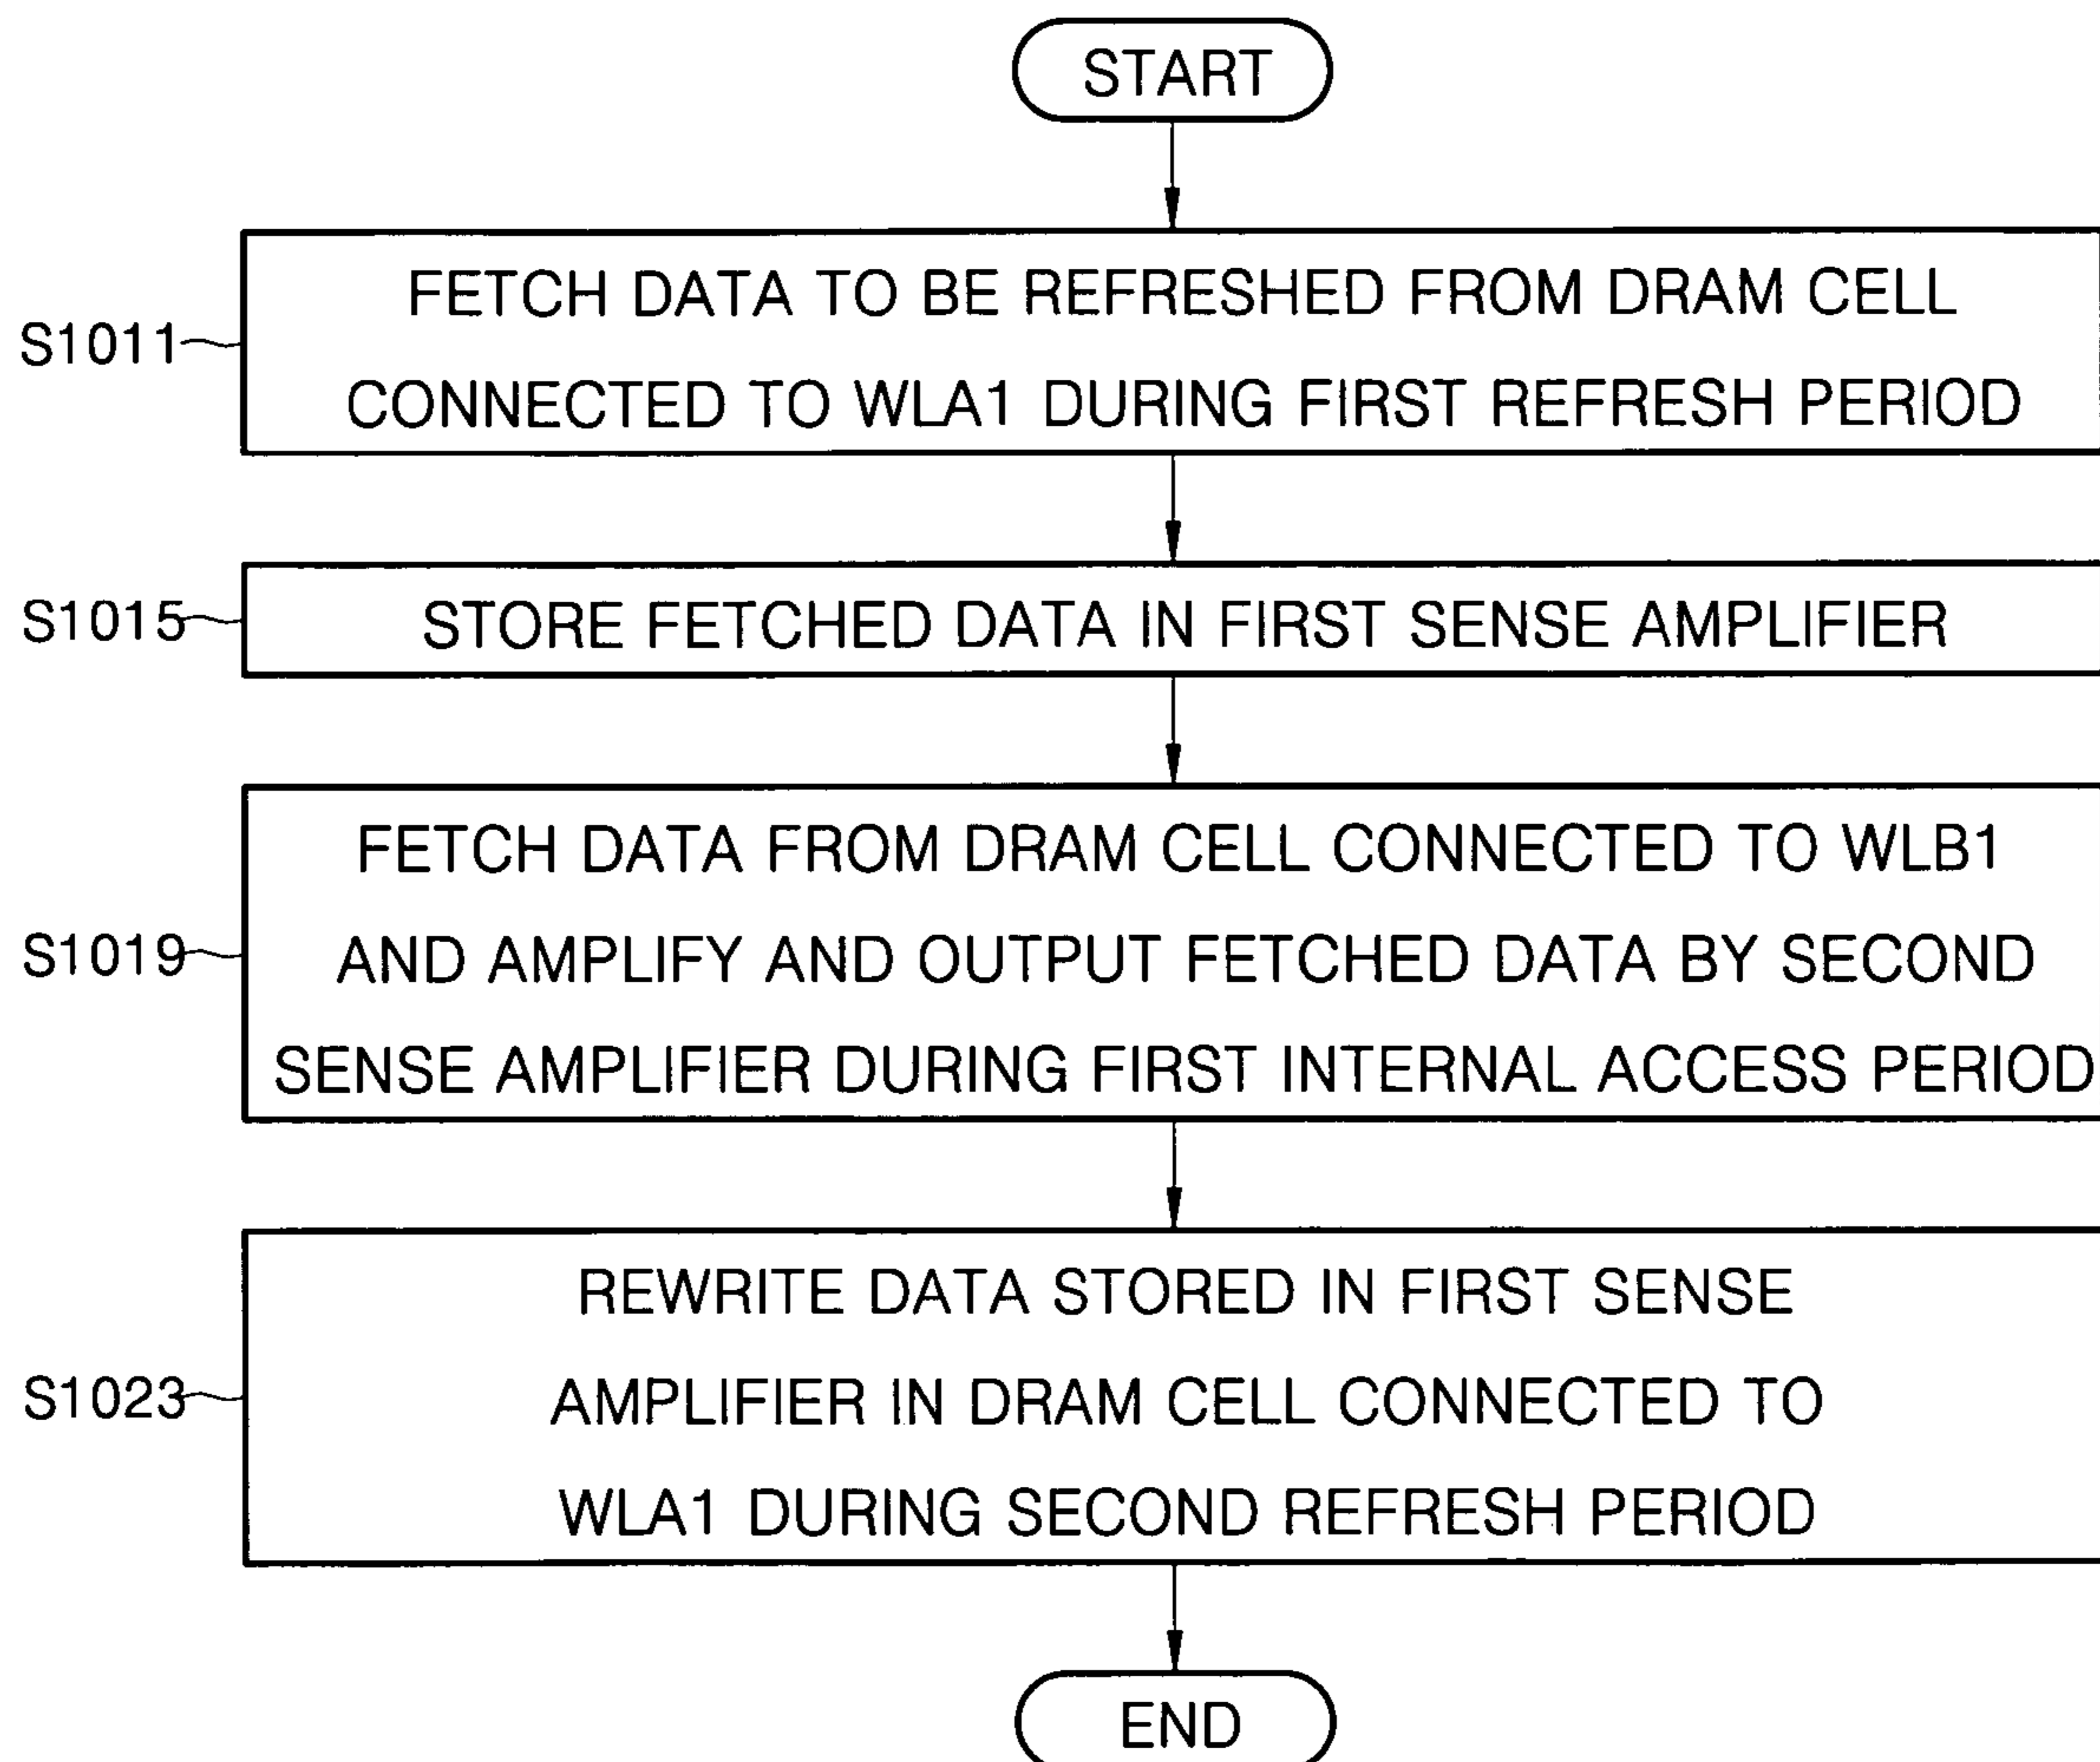 START
FETCH DATA TO BE REFRESHED FROM DRAM CELL
CONNECTED TO WLA1 DURING FIRST REFRESH PERIOD
S1011
STORE FETCHED DATA IN FIRST SENSE AMPLIFIER
S1015
FETCH DATA FROM DRAM CELL CONNECTED TO WLB1
AND AMPLIFY AND OUTPUT FETCHED DATA BY SECOND
SENSE AMPLIFIER DURING FIRST INTERNAL ACCESS PERIOD
S1019
REWRITE DATA STORED IN FIRST SENSE
AMPLIFIER IN DRAM CELL CONNECTED TO
WLA1 DURING SECOND REFRESH PERIOD
S1023
END